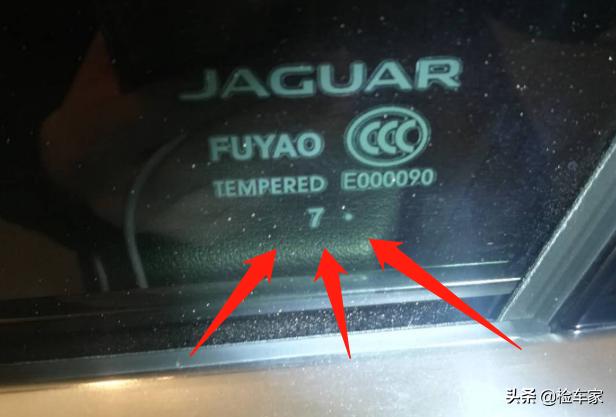 JAGUAR
FUYAO CCC
TEMPERED E000090
7 .
头条 @检车家